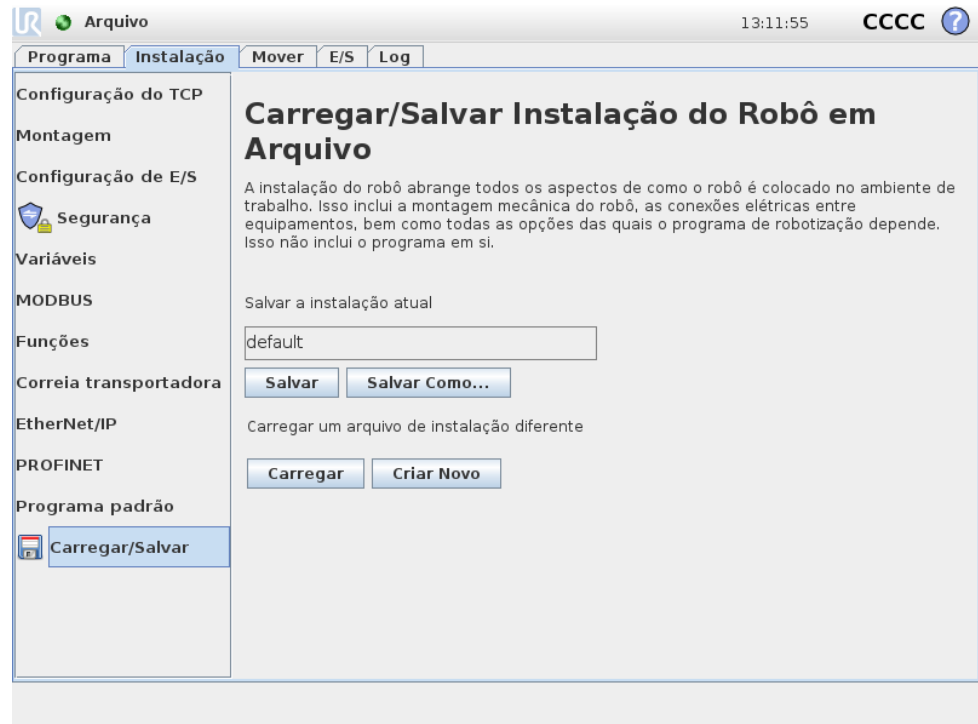 UR
Arquivo
13:11:55
CCCC
?
Programa
Instalação
Mover
E/S
Log
Configuração do TCP
Montagem
Configuração de E/S
Segurança
Variáveis
MODBUS
Funções
Correia transportadora
EtherNet/IP
PROFINET
Programa padrão
Carregar/Salvar
Carregar/Salvar Instalação do Robô em
Arquivo
A instalação do robô abrange todos os aspectos de como o robô é colocado no ambiente de
trabalho. Isso inclui a montagem mecânica do robô, as conexões elétricas entre
equipamentos, bem como todas as opções das quais o programa de robotização depende.
Isso não inclui o programa em si.
Salvar a instalação atual
default
Salvar
Salvar Como...
Carregar um arquivo de instalação diferente
Carregar
Criar Novo